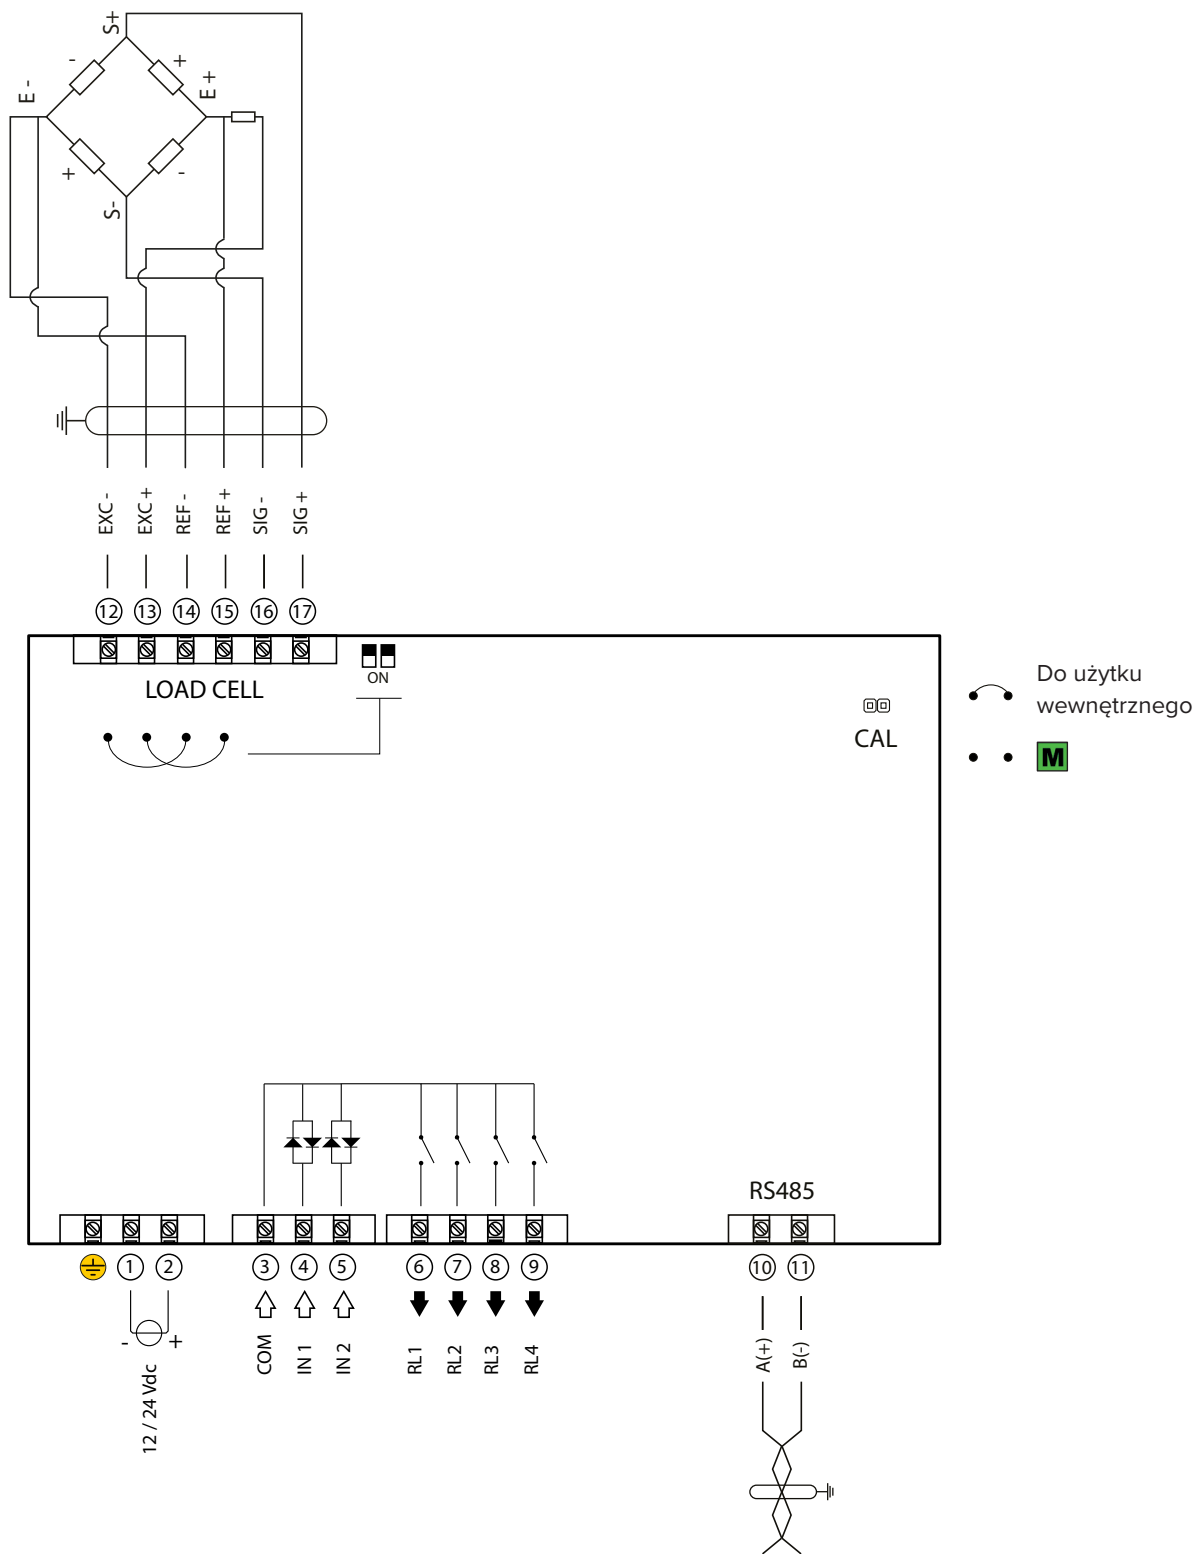 S+
- +
E - E +
+ -
S-
EXC - EXC + REF - REF + SIG - SIG +
12 13 14 15 16 17
ON
LOAD CELL
CAL
Do użytku
wewnętrznego
M
RS485
1 2 3 4 5 6 7 8 9 10 11
- +
12 / 24 Vdc
COM IN 1 IN 2 RL1 RL2 RL3 RL4 A(+) B(-)